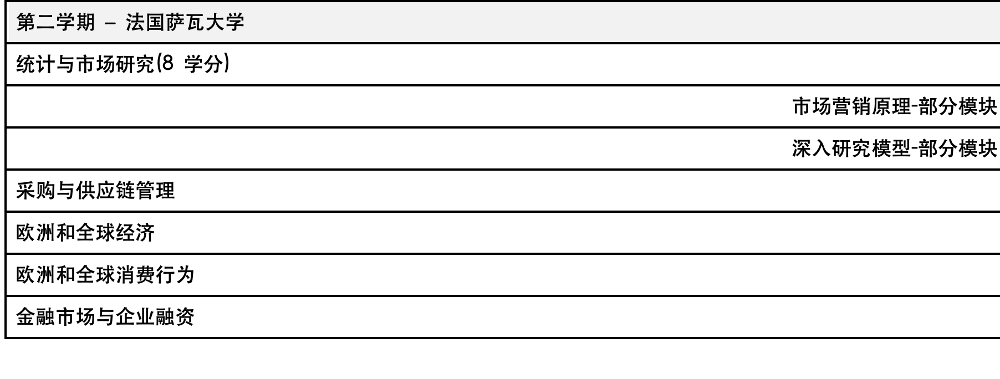 第二学期 – 法国萨瓦大学
统计与市场研究(8 学分)
市场营销原理-部分模块
深入研究模型-部分模块
采购与供应链管理
欧洲和全球经济
欧洲和全球消费行为
金融市场与企业融资